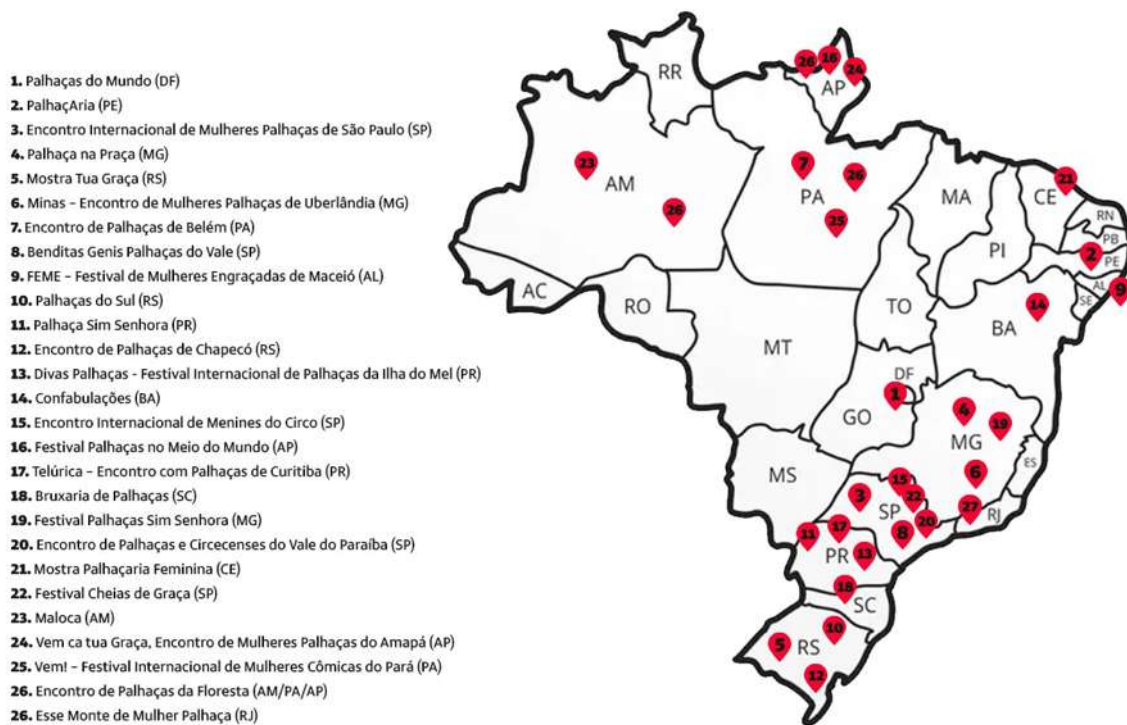 1. Palhaças do Mundo (DF)
2. PalhaçAria (PE)
3. Encontro Internacional de Mulheres Palhaças de São Paulo (SP)
4. Palhaça na Praça (MG)
5. Mostra Tua Graça (RS)
6. Minas – Encontro de Mulheres Palhaças de Uberlândia (MG)
7. Encontro de Palhaças de Belém (PA)
8. Benditas Genis Palhaças do Vale (SP)
9. FEME – Festival de Mulheres Engraçadas de Maceió (AL)
10. Palhaças do Sul (RS)
11. Palhaça Sim Senhora (PR)
12. Encontro de Palhaças de Chapecó (RS)
13. Divas Palhaças - Festival Internacional de Palhaças da Ilha do Mel (PR)
14. Confabulações (BA)
15. Encontro Internacional de Menines do Circo (SP)
16. Festival Palhaças no Meio do Mundo (AP)
17. Telúrica – Encontro com Palhaças de Curitiba (PR)
18. Bruxaria de Palhaças (SC)
19. Festival Palhaças Sim Senhora (MG)
20. Encontro de Palhaças e Circecenses do Vale do Paraíba (SP)
21. Mostra Palhaçaria Feminina (CE)
22. Festival Cheias de Graça (SP)
23. Maloca (AM)
24. Vem ca tua Graça, Encontro de Mulheres Palhaças do Amapá (AP)
25. Vem! – Festival Internacional de Mulheres Cômicas do Pará (PA)
26. Encontro de Palhaças da Floresta (AM/PA/AP)
26. Esse Monte de Mulher Palhaça (RJ)
RR
26 16 24
AP
23
AM
26
7
26
PA
25
MA
21
CE
RN
PB
PI
2
PE
AL
9
SE
AC
RO
TO
14
BA
MT
DF
1
GO
4
19
MG
ES
6
MS
15
3
22
SP
27
RJ
20
8
11
17
PR
13
18
SC
10
5
RS
12